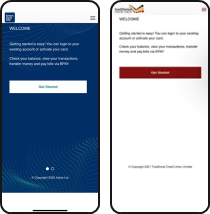 WELCOME
Getting started is easy! You can login to your
existing account or activate your card.
Check your balance, view your transactions,
transfer money and pay bills via BPAY
Get Started
WELCOME
Getting started is easy! You can login to your existing
account or activate your card.
Check your balance, view your transactions, transfer
money and pay bills via BPAY.
Get Started
© Copyright 2021 Traditional Credit Union Limited